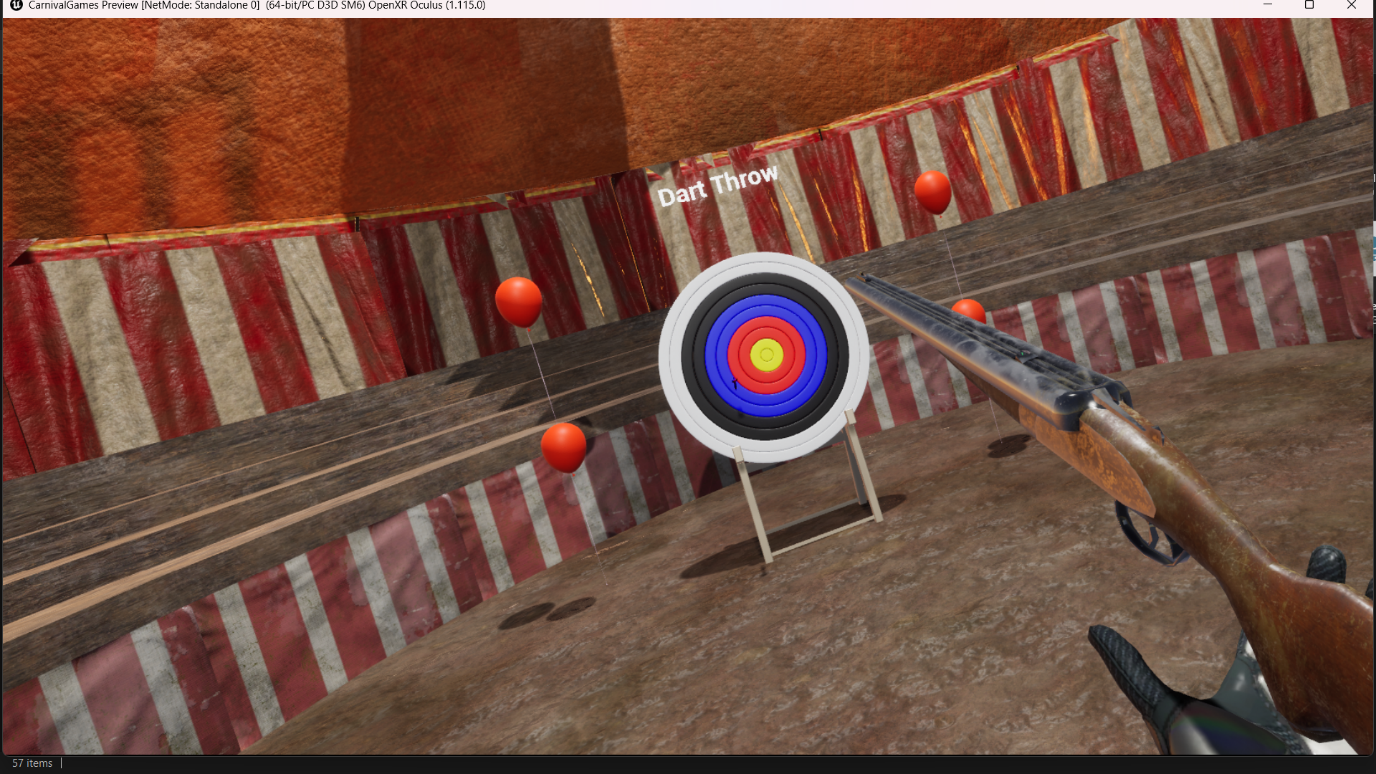 CarnivalGames Preview [NetMode: Standalone 0] (64-bit/PC D3D SM6) OpenXR Oculus (1.115.0)
Dart Throw
57 items